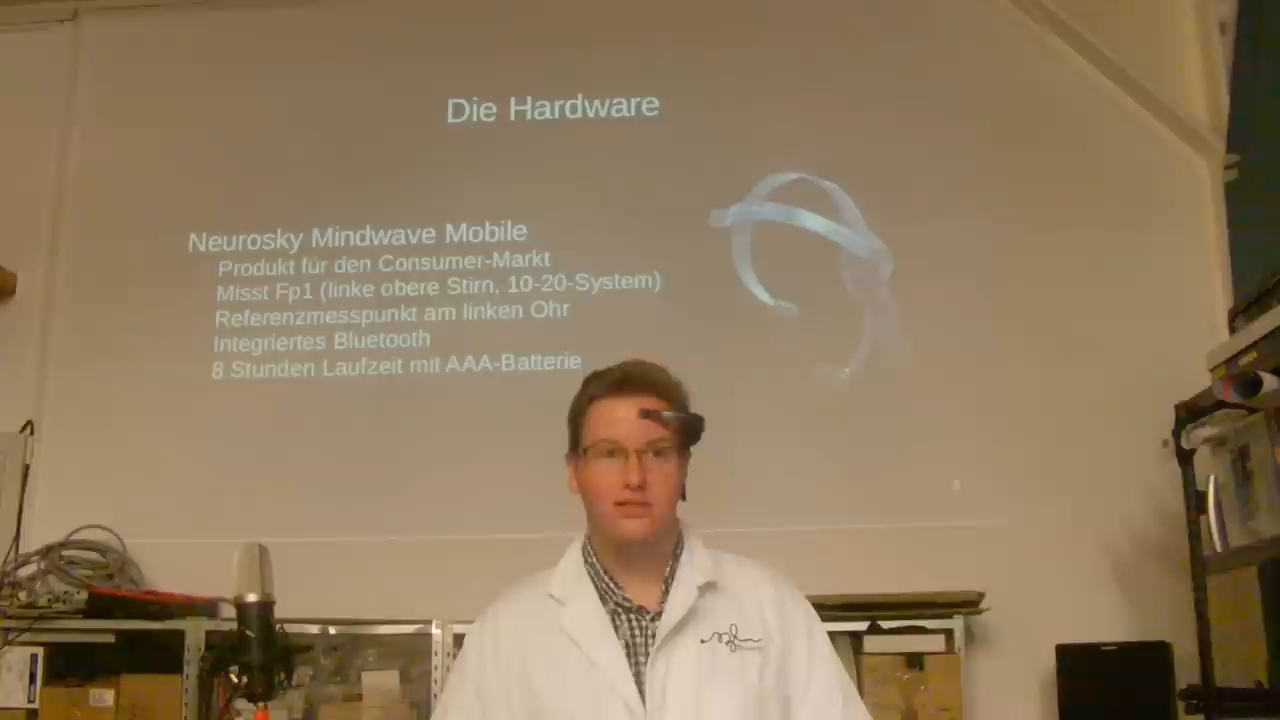 Die Hardware
Neurosky Mindwave Mobile
Produkt für den Consumer-Markt
Misst Fp1 (linke obere Stirn, 10-20-System)
Referenzmesspunkt am linken Ohr
Integriertes Bluetooth
8 Stunden Laufzeit mit AAA-Batterie